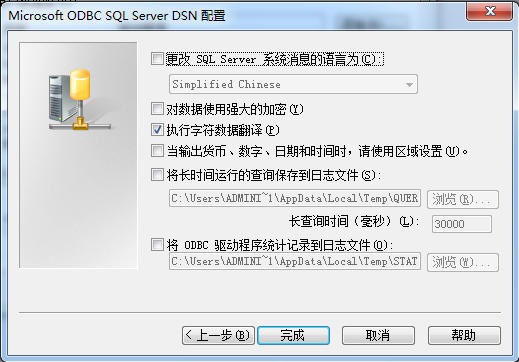 Microsoft ODBC SQL Server DSN 配置
更改 SQL Server 系统消息的语言为(C):
Simplified Chinese
对数据使用强大的加密(Y)
执行字符数据翻译(P)
当输出货币、数字、日期和时间时，请使用区域设置(U)。
将长时间运行的查询保存到日志文件(S):
C:\Users\ADMINI~1\AppData\Local\Temp\QUER
浏览(R)...
长查询时间（毫秒）(L):
30000
将 ODBC 驱动程序统计记录到日志文件(O):
C:\Users\ADMINI~1\AppData\Local\Temp\STAT
浏览(W)...
< 上一步(B)
完成
取消
帮助